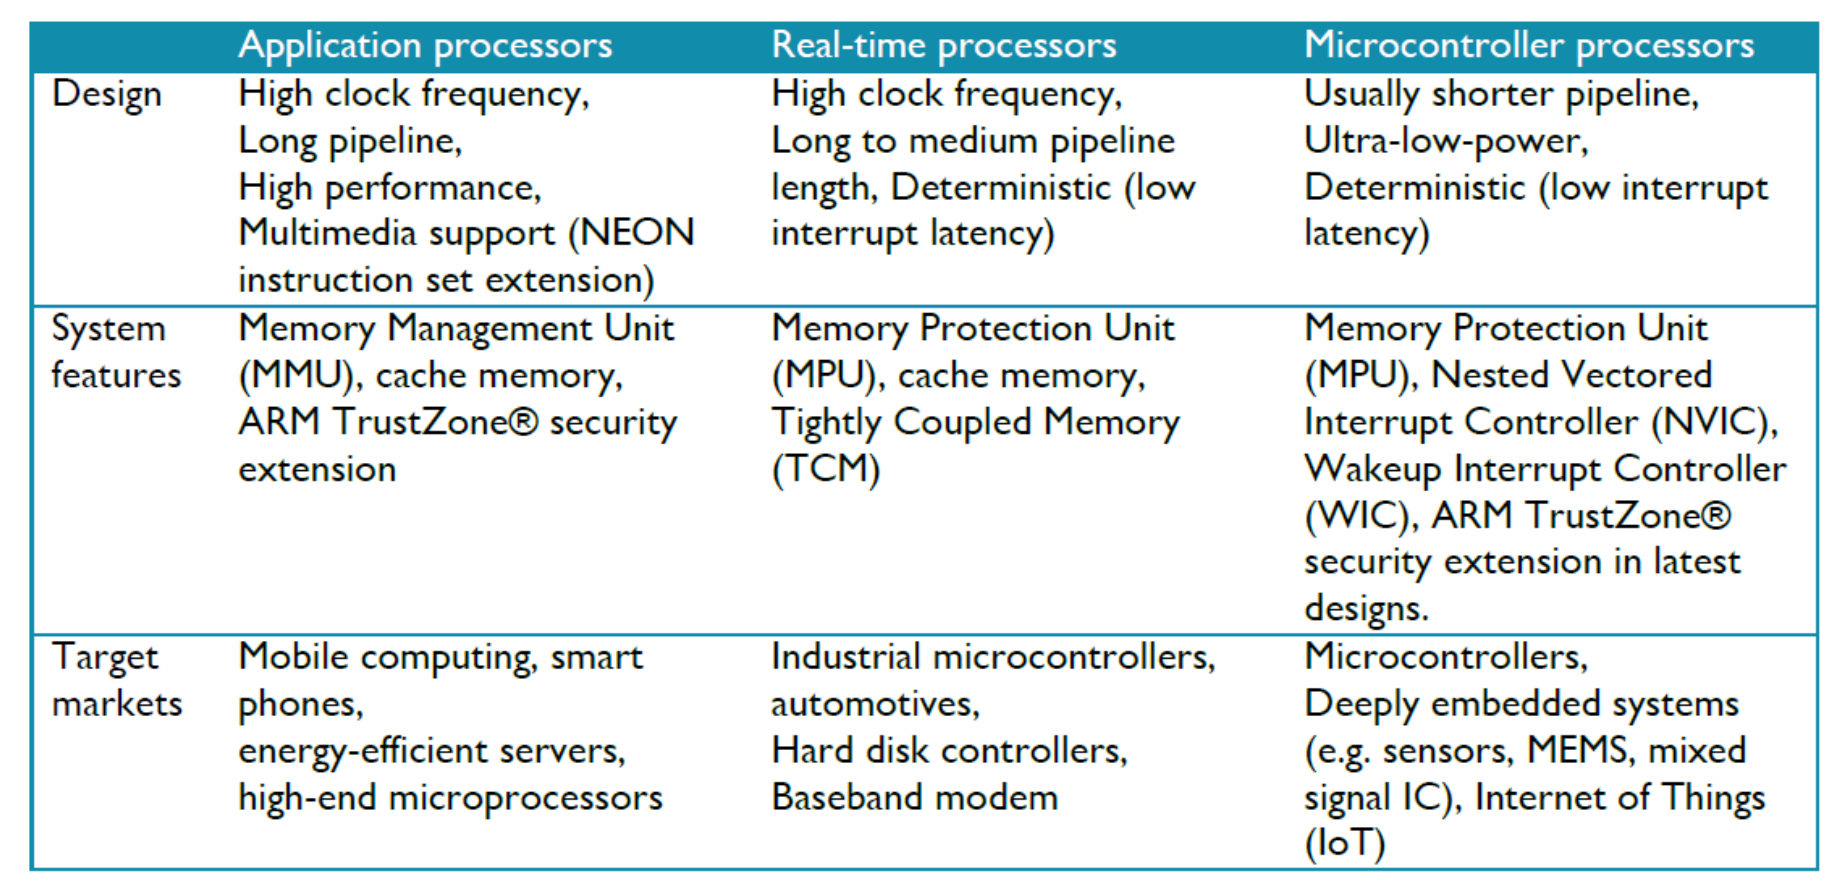 Application processors
Real-time processors
Microcontroller processors
Design
High clock frequency,
Long pipeline,
High performance,
Multimedia support (NEON
instruction set extension)
High clock frequency,
Long to medium pipeline
length, Deterministic (low
interrupt latency)
Usually shorter pipeline,
Ultra-low-power,
Deterministic (low interrupt
latency)
System
features
Memory Management Unit
(MMU), cache memory,
ARM TrustZone® security
extension
Memory Protection Unit
(MPU), cache memory,
Tightly Coupled Memory
(TCM)
Memory Protection Unit
(MPU), Nested Vectored
Interrupt Controller (NVIC),
Wakeup Interrupt Controller
(WIC), ARM TrustZone®
security extension in latest
designs.
Target
markets
Mobile computing, smart
phones,
energy-efficient servers,
high-end microprocessors
Industrial microcontrollers,
automotives,
Hard disk controllers,
Baseband modem
Microcontrollers,
Deeply embedded systems
(e.g. sensors, MEMS, mixed
signal IC), Internet of Things
(IoT)